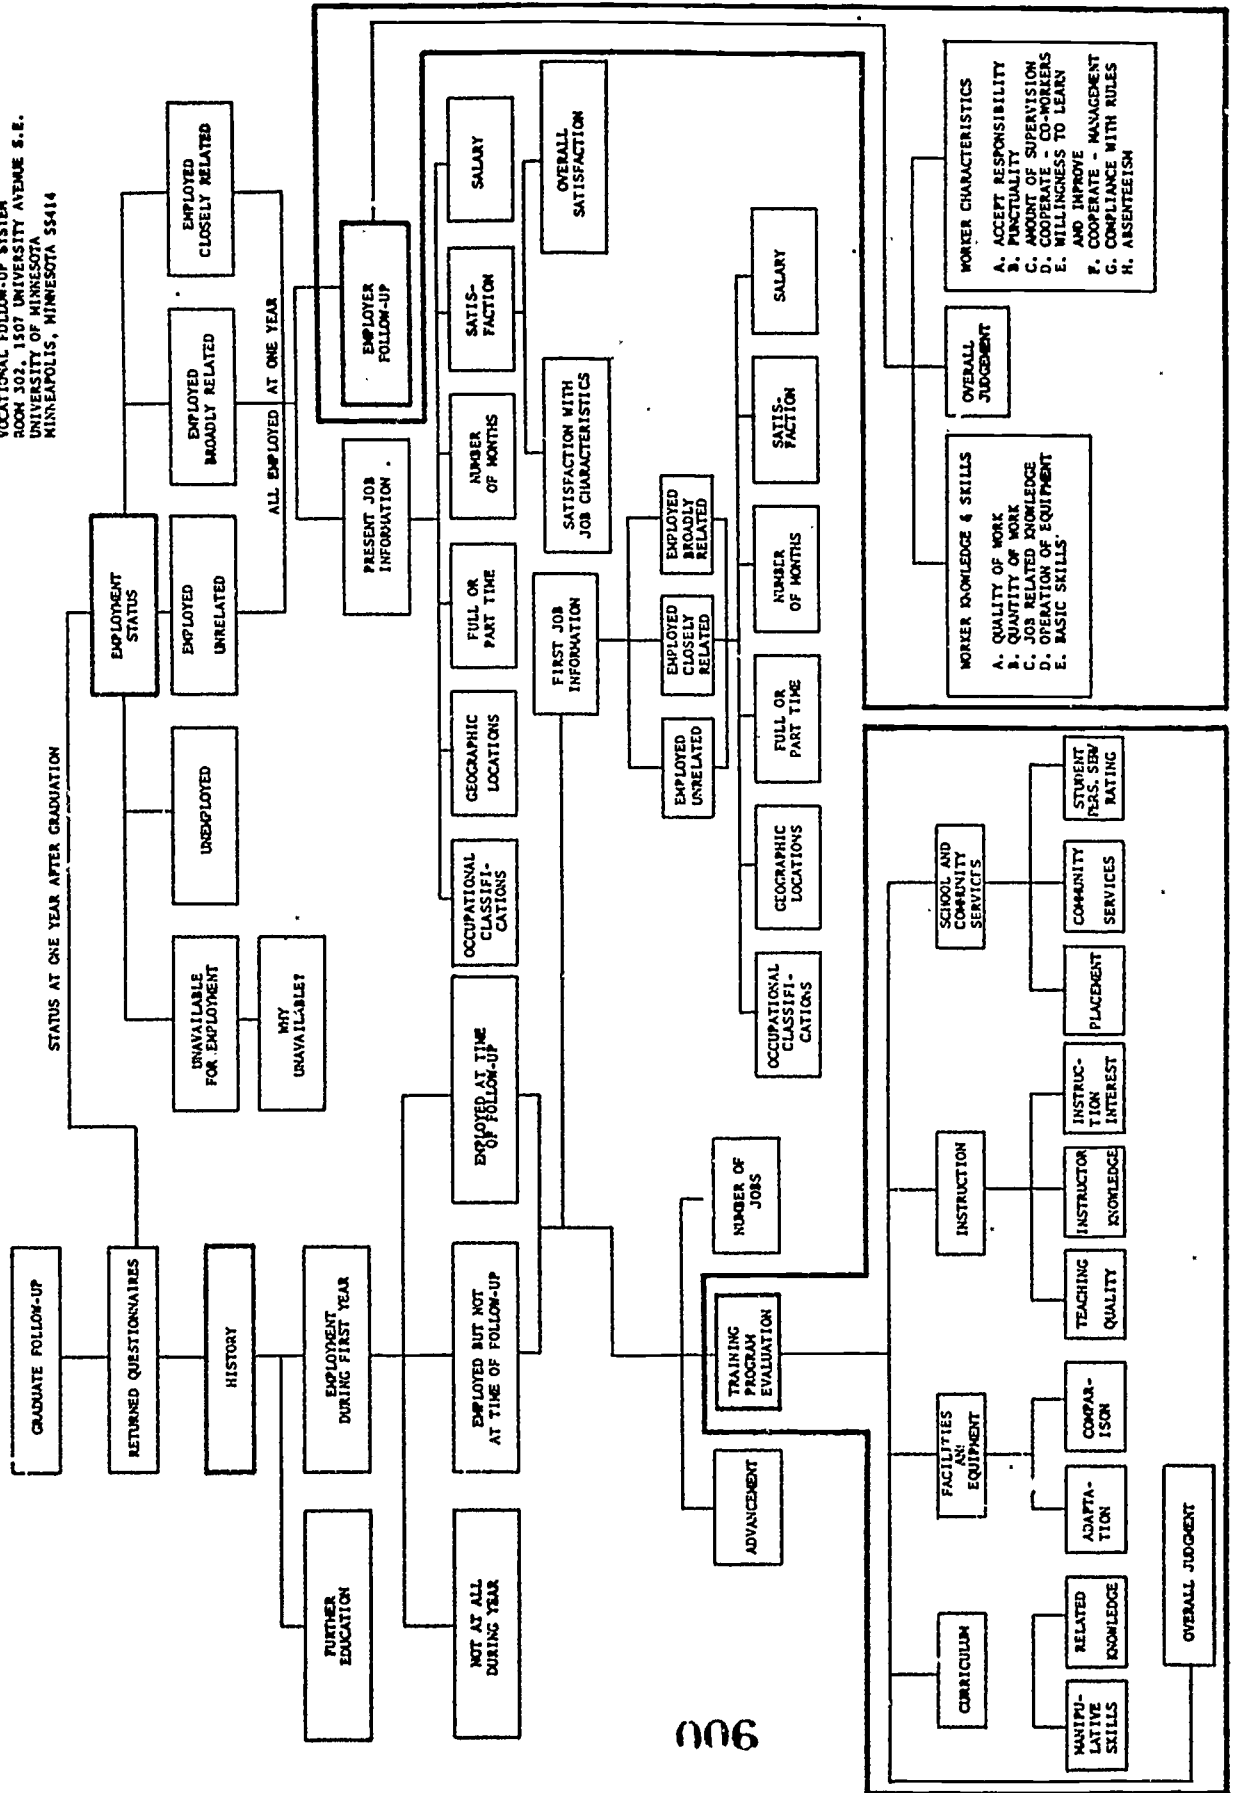 VOCATIONAL FOLLOW-UP SYSTEM
ROOM 302, 1507 UNIVERSITY AVENUE S.E.
UNIVERSITY OF MINNESOTA
MINNEAPOLIS, MINNESOTA 55414
GRADUATE FOLLOW-UP
RETURNED QUESTIONNAIRES
STATUS AT ONE YEAR AFTER GRADUATION
HISTORY
EMPLOYMENT
STATUS
UNAVAILABLE
FOR EMPLOYMENT
UNEMPLOYED
EMPLOYED
UNRELATED
EMPLOYED
BROADLY RELATED
EMPLOYED
CLOSELY RELATED
WHY
UNAVAILABLE?
ALL EMPLOYED AT ONE YEAR
FURTHER
EDUCATION
EMPLOYMENT
DURING FIRST YEAR
PRESENT JOB
INFORMATION
EMPLOYER
FOLLOW-UP
NOT AT ALL
DURING YEAR
EMPLOYED BUT NOT
AT TIME OF FOLLOW-UP
EMPLOYED AT TIME
OF FOLLOW-UP
OCCUPATIONAL
CLASSIFI-
CATIONS
GEOGRAPHIC
LOCATIONS
FULL OR
PART TIME
NUMBER
OF MONTHS
SATIS-
FACTION
SALARY
FIRST JOB
INFORMATION
SATISFACTION WITH
JOB CHARACTERISTICS
OVERALL
SATISFACTION
EMPLOYED
UNRELATED
EMPLOYED
CLOSELY
RELATED
EMPLOYED
BROADLY
RELATED
ADVANCEMENT
TRAINING
PROGRAM
EVALUATION
NUMBER OF
JOBS
OCCUPATIONAL
CLASSIFI-
CATIONS
GEOGRAPHIC
LOCATIONS
FULL OR
PART TIME
NUMBER
OF MONTHS
SATIS-
FACTION
SALARY
CURRICULUM
FACILITIES
AND
EQUIPMENT
INSTRUCTION
SCHOOL AND
COMMUNITY
SERVICES
MANIPU-
LATIVE
SKILLS
RELATED
KNOWLEDGE
ADAPTA-
TION
COMPAR-
ISON
TEACHING
QUALITY
INSTRUCTOR
KNOWLEDGE
INSTRUC-
TION
INTEREST
PLACEMENT
COMMUNITY
SERVICES
STUDENT
PERS. SERV
RATING
OVERALL JUDGMENT
WORKER KNOWLEDGE & SKILLS
A. QUALITY OF WORK
B. QUANTITY OF WORK
C. JOB RELATED KNOWLEDGE
D. OPERATION OF EQUIPMENT
E. BASIC SKILLS
OVERALL
JUDGEMENT
WORKER CHARACTERISTICS
A. ACCEPT RESPONSIBILITY
B. PUNCTUALITY
C. AMOUNT OF SUPERVISION
D. COOPERATE - CO-WORKERS
E. WILLINGNESS TO LEARN
AND IMPROVE
F. COOPERATE - MANAGEMENT
G. COMPLIANCE WITH RULES
H. ABSENTEEISM